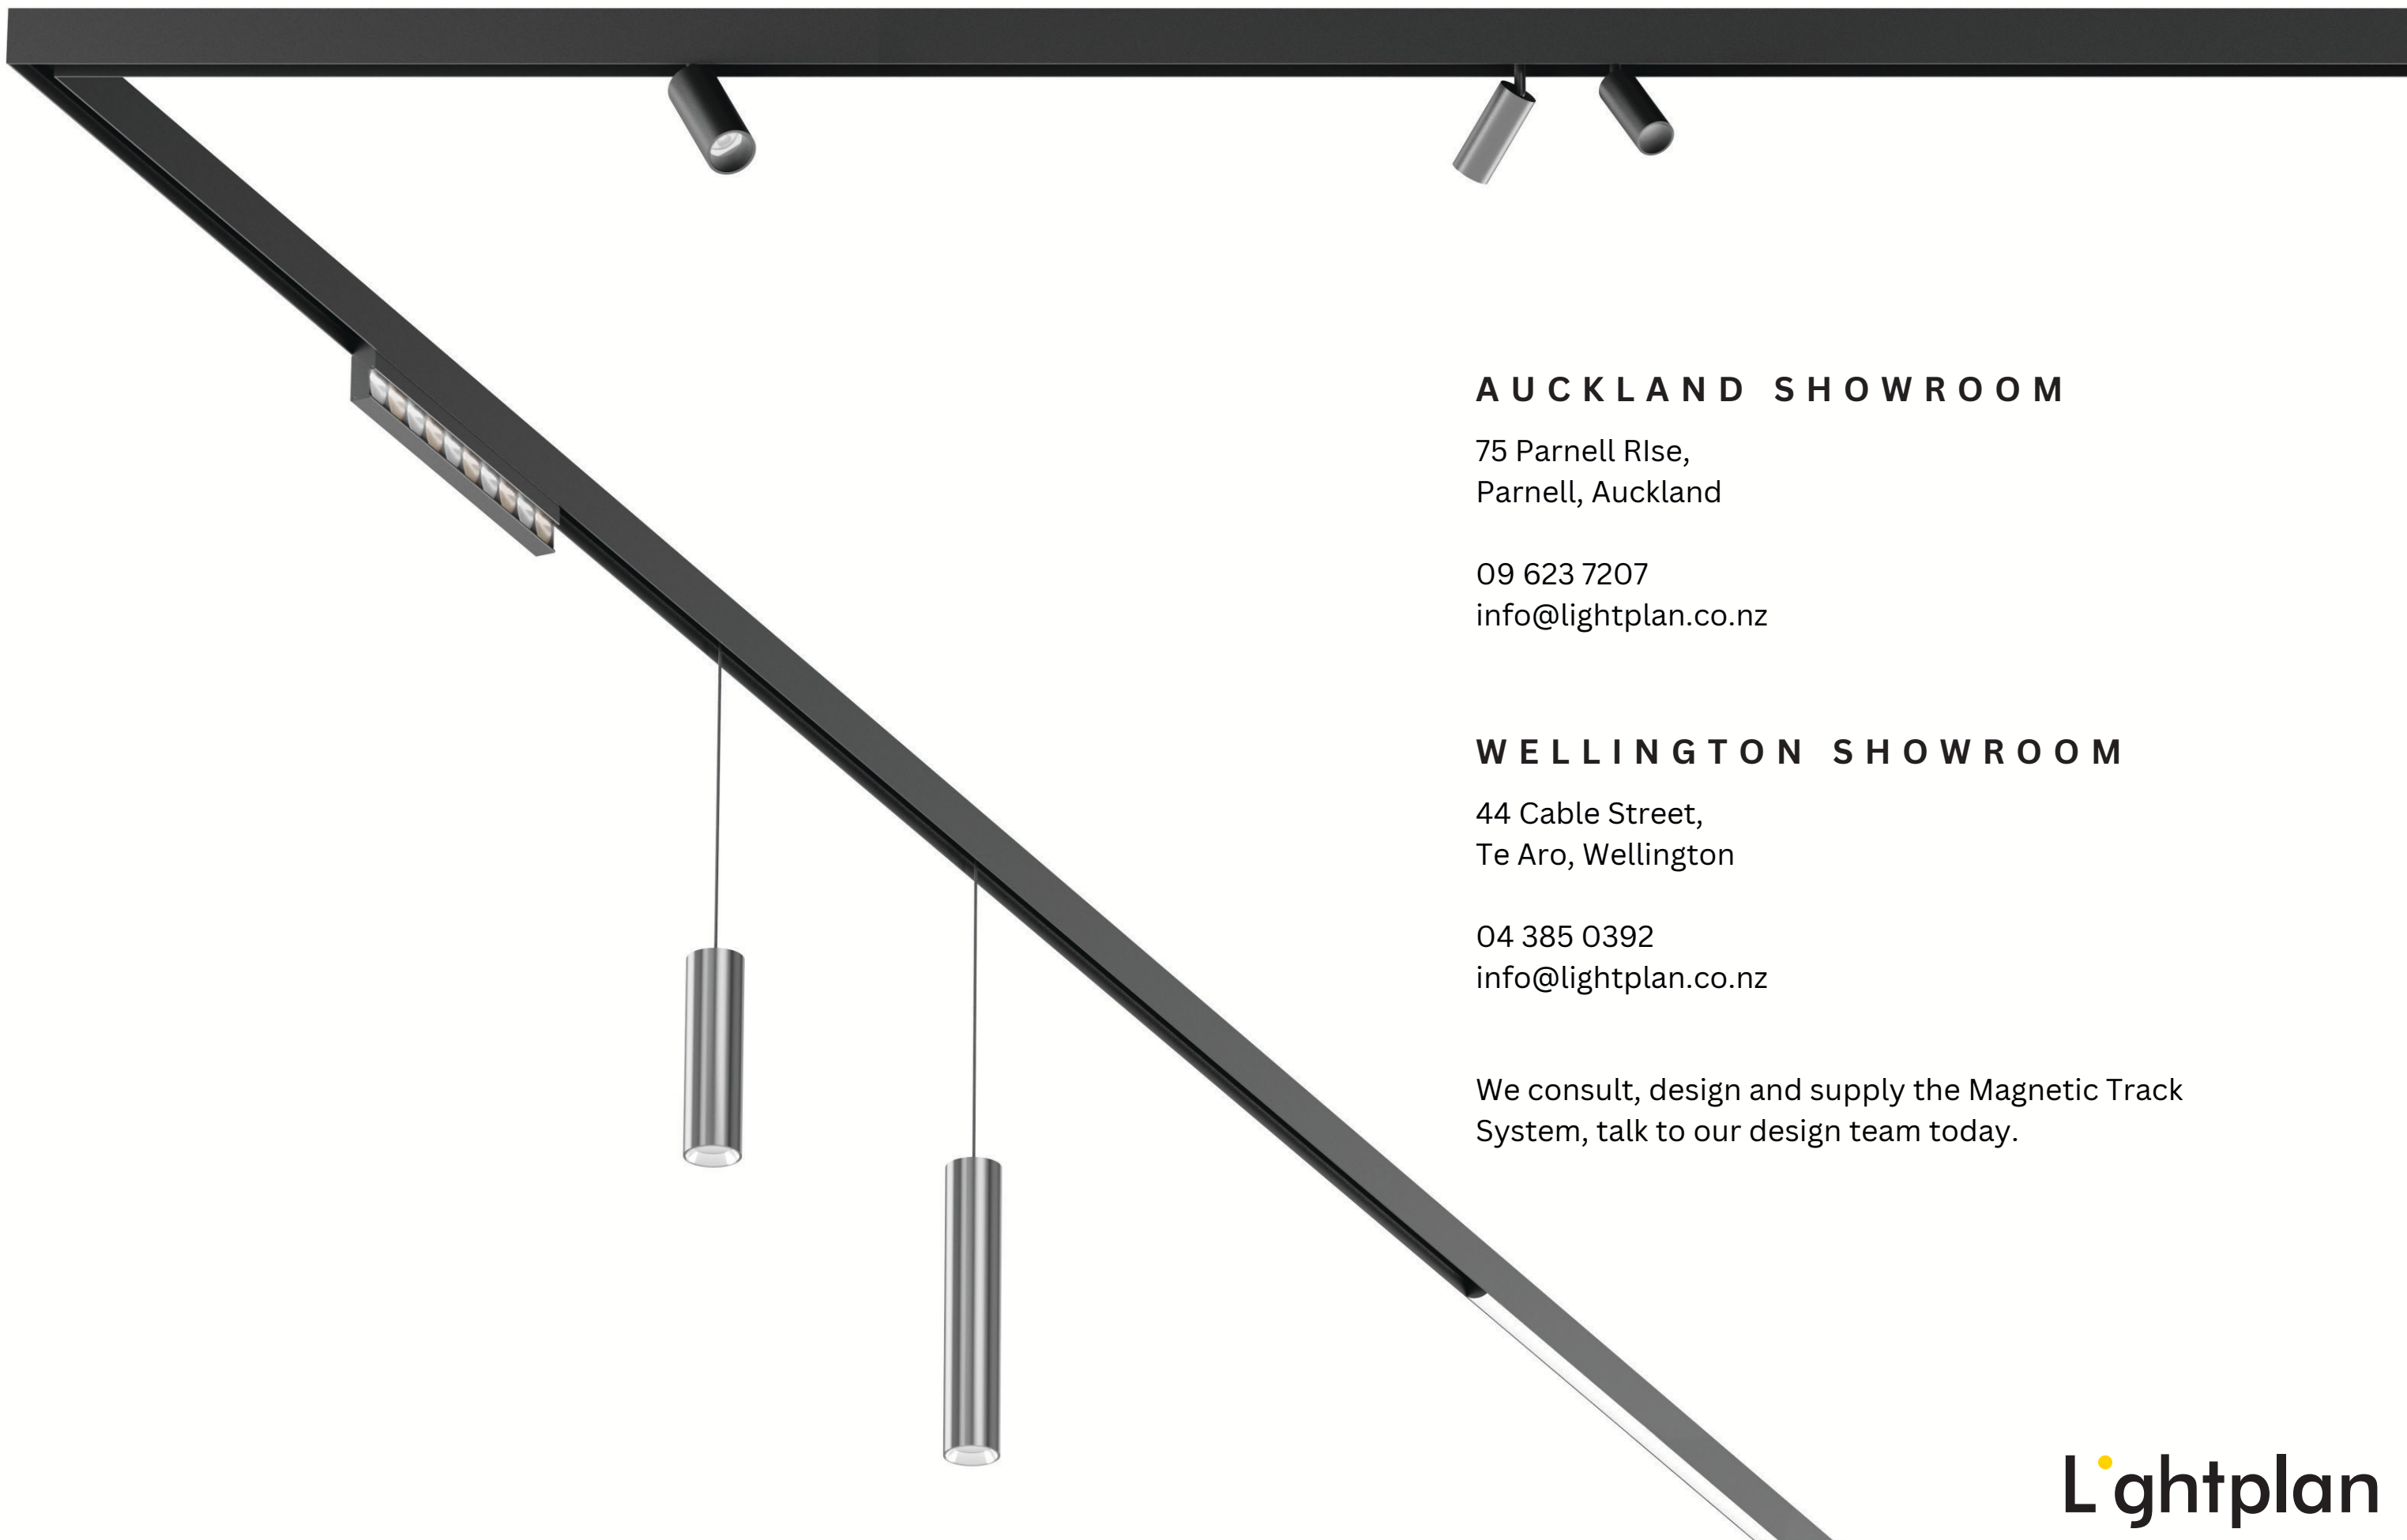 AUCKLAND SHOWROOM
75 Parnell RIse,
Parnell, Auckland
09 623 7207
info@lightplan.co.nz
WELLINGTON SHOWROOM
44 Cable Street,
Te Aro, Wellington
04 385 0392
info@lightplan.co.nz
We consult, design and supply the Magnetic Track
System, talk to our design team today.
Lightplan